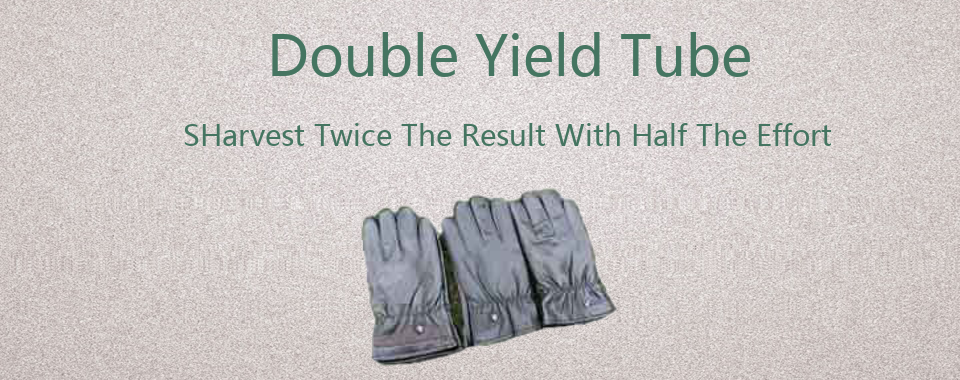 Double Yield Tube
SHarvest Twice The Result With Half The Effort